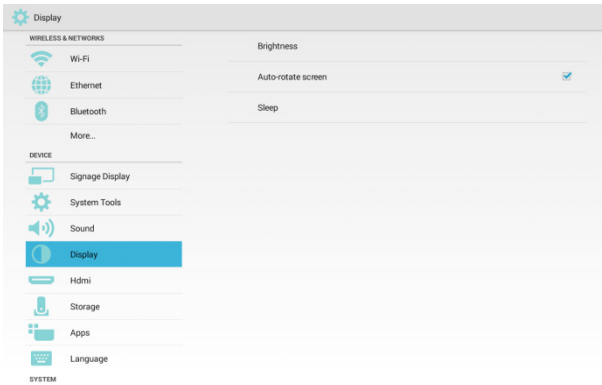 Display
WIRELESS & NETWORKS
Wi-Fi
Ethernet
Bluetooth
More...
DEVICE
Signage Display
System Tools
Sound
Display
Hdmi
Storage
Apps
Language
SYSTEM
Brightness
Auto-rotate screen
Sleep